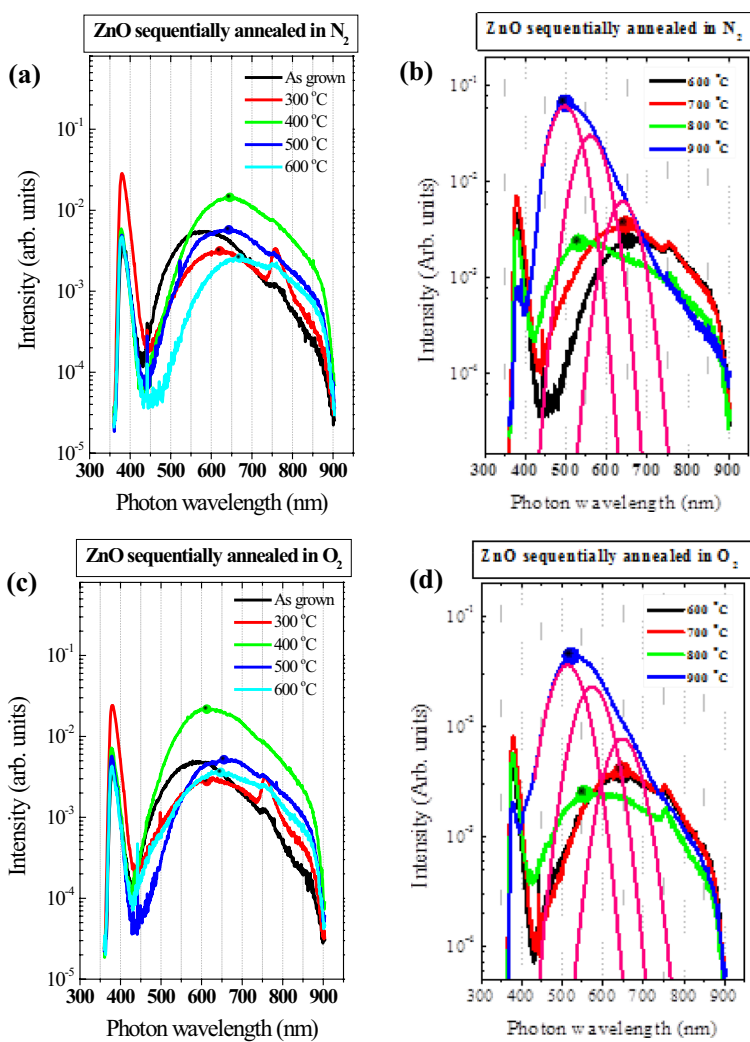 ZnO sequentially annealed in N₂
(a)
As grown
300 °C
400 °C
500 °C
600 °C
10⁻¹
10⁻²
10⁻³
10⁻⁴
10⁻⁵
Intensity (arb. units)
300 400 500 600 700 800 900
Photon wavelength (nm)
ZnO sequentially annealed in N₂
(b)
600 °C
700 °C
800 °C
900 °C
10⁻¹
10⁻²
10⁻³
10⁻⁴
Intensity (Arb. units)
300 400 500 600 700 800 900
Photon wavelength (nm)
ZnO sequentially annealed in O₂
(c)
As grown
300 °C
400 °C
500 °C
600 °C
10⁻¹
10⁻²
10⁻³
10⁻⁴
10⁻⁵
Intensity (arb. units)
300 400 500 600 700 800 900
Photon wavelength (nm)
ZnO sequentially annealed in O₂
(d)
600 °C
700 °C
800 °C
900 °C
10⁻¹
10⁻²
10⁻³
10⁻⁴
Intensity (Arb. units)
300 400 500 600 700 800 900
Photon wavelength (nm)